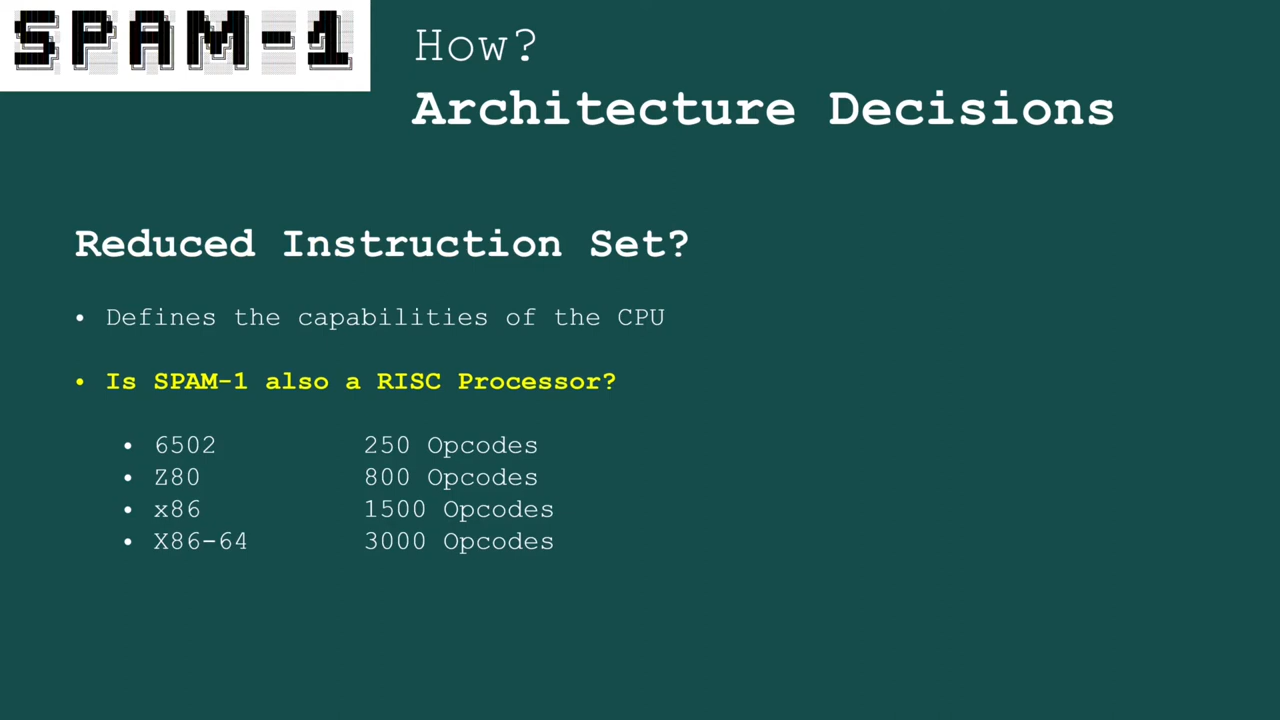 SPAM-1
How?
Architecture Decisions
Reduced Instruction Set?
• Defines the capabilities of the CPU
• Is SPAM-1 also a RISC Processor?
• 6502 250 Opcodes
• Z80 800 Opcodes
• x86 1500 Opcodes
• X86-64 3000 Opcodes